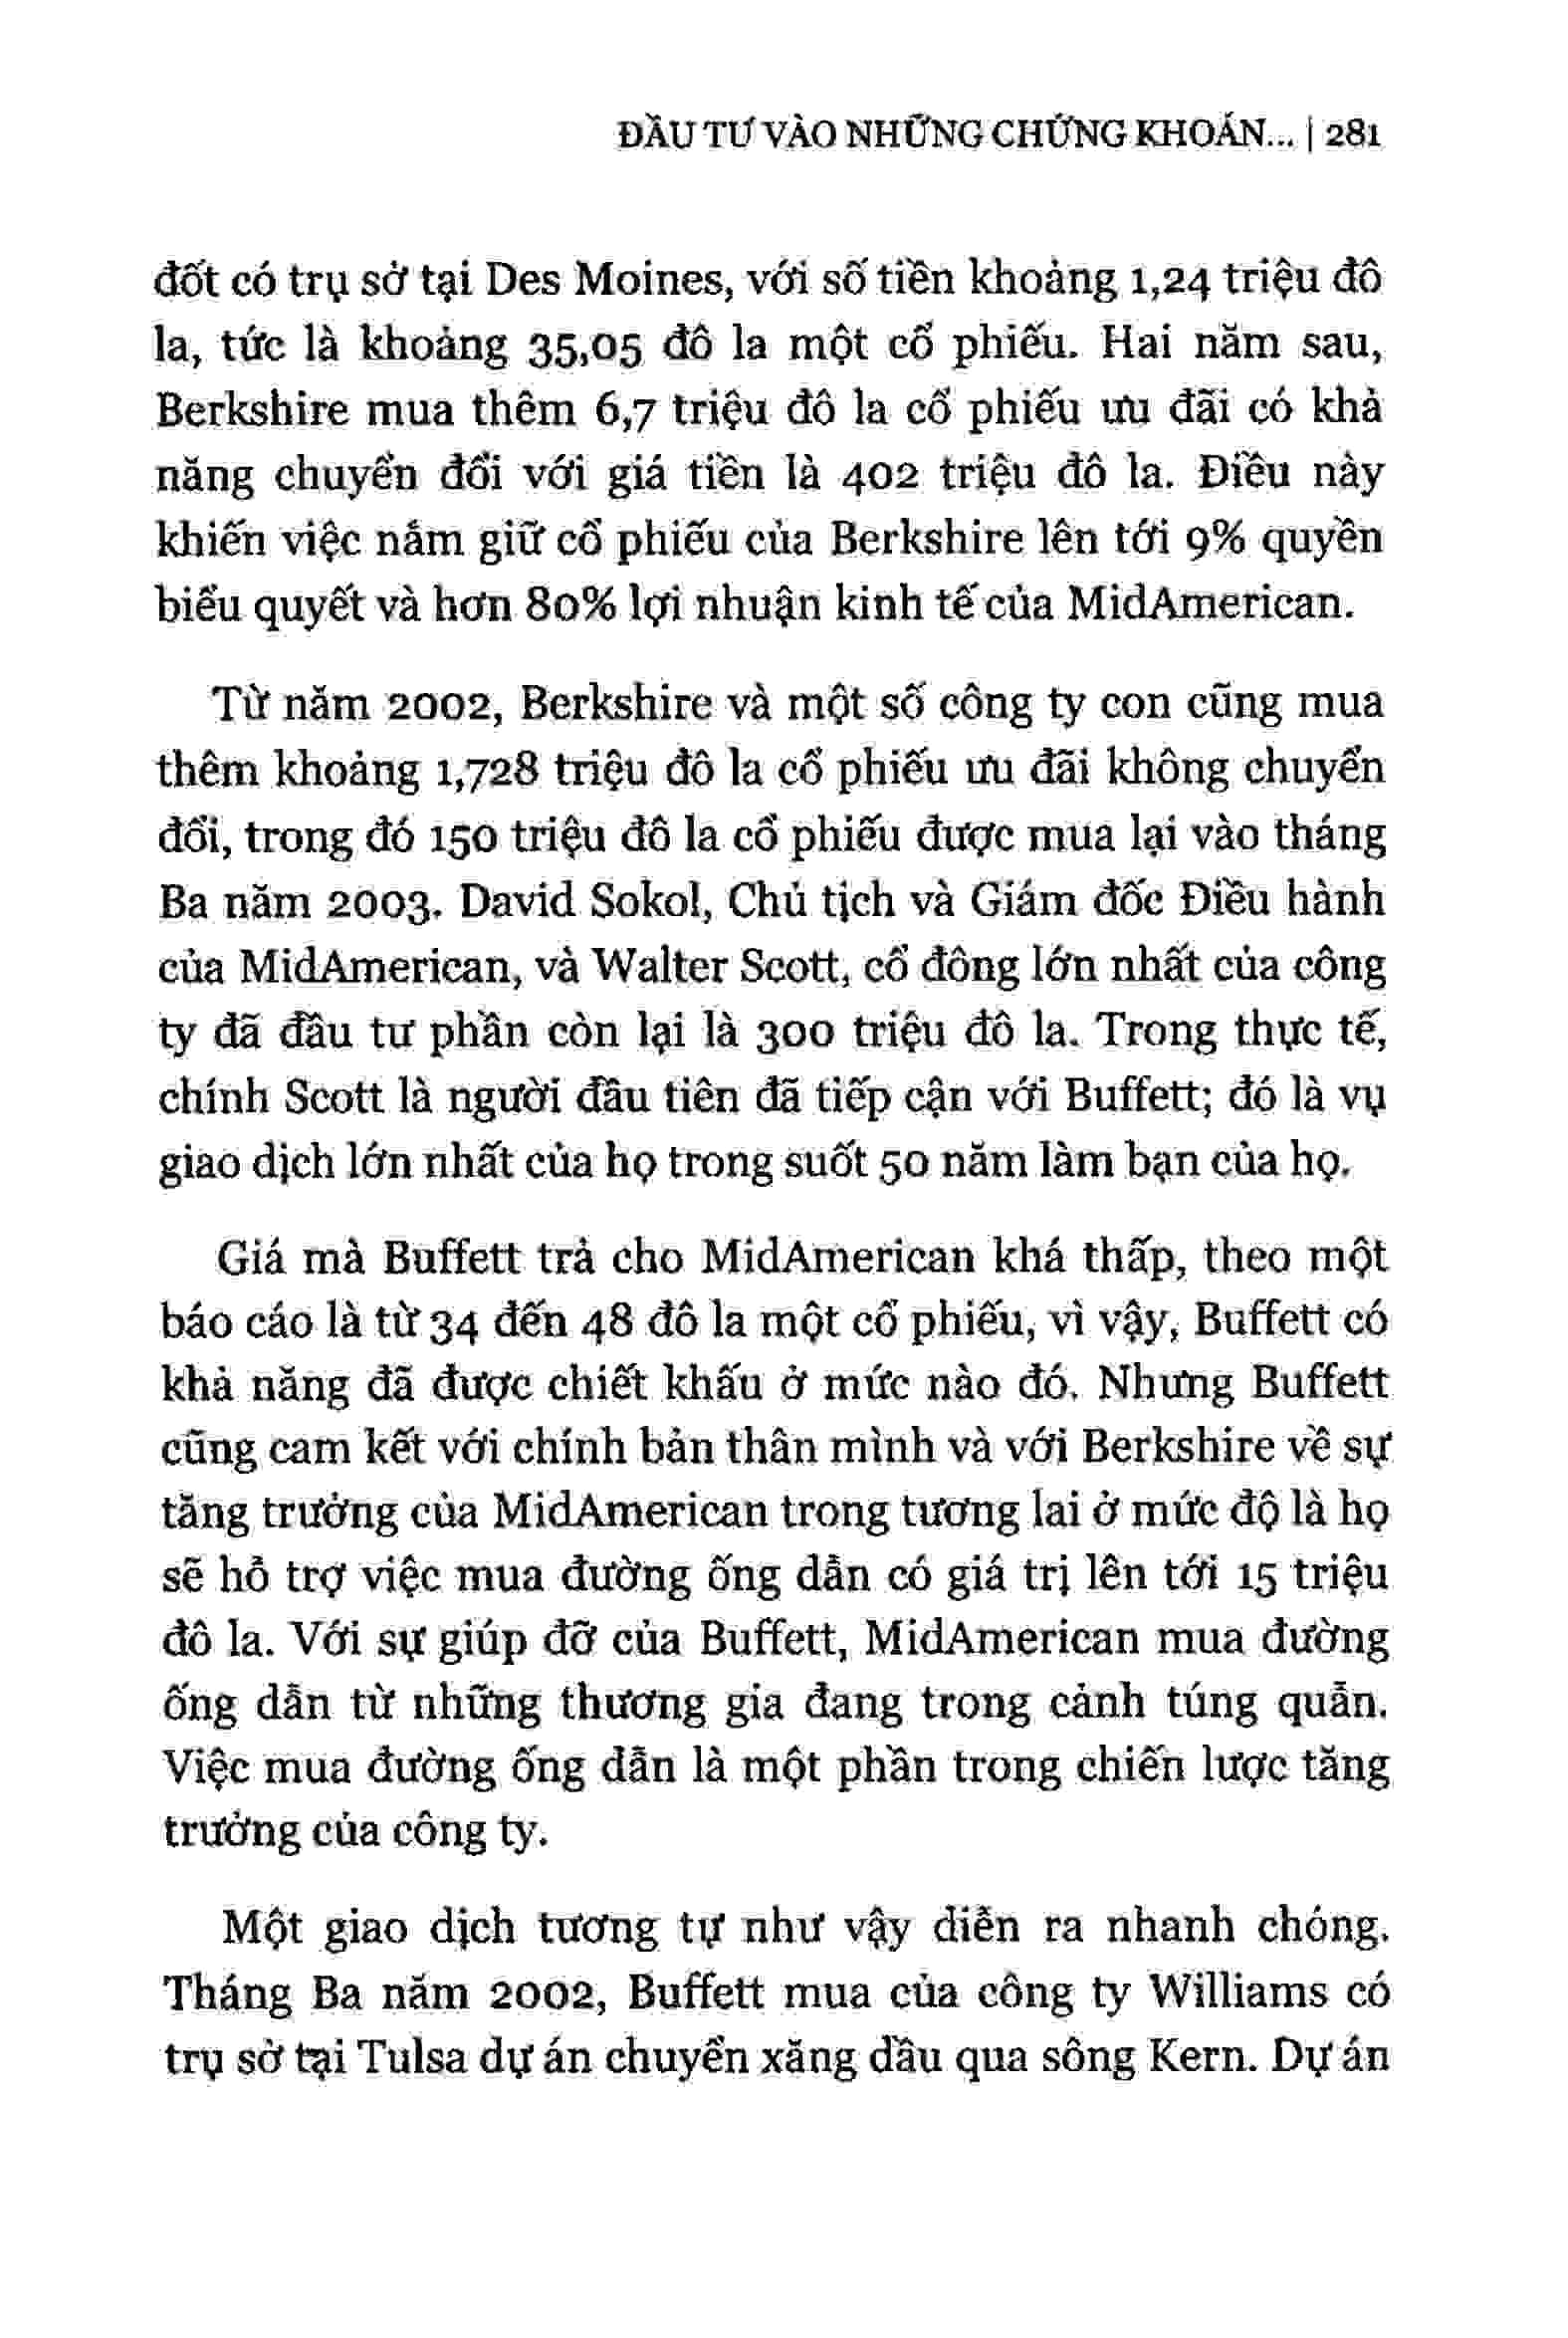 ĐẦU TƯ VÀO NHỮNG CHỨNG KHOÁN... | 281
đốt có trụ sở tại Des Moines, với số tiền khoảng 1,24 triệu đô
la, tức là khoảng 35,05 đô la một cổ phiếu. Hai năm sau,
Berkshire mua thêm 6,7 triệu đô la cổ phiếu ưu đãi có khả
năng chuyển đổi với giá tiền là 402 triệu đô la. Điều này
khiến việc nắm giữ cổ phiếu của Berkshire lên tới 9% quyền
biểu quyết và hơn 80% lợi nhuận kinh tế của MidAmerican.
Từ năm 2002, Berkshire và một số công ty con cũng mua
thêm khoảng 1,728 triệu đô la cổ phiếu ưu đãi không chuyển
đổi, trong đó 150 triệu đô la cổ phiếu được mua lại vào tháng
Ba năm 2003. David Sokol, Chủ tịch và Giám đốc Điều hành
của MidAmerican, và Walter Scott, cổ đông lớn nhất của công
ty đã đầu tư phần còn lại là 300 triệu đô la. Trong thực tế,
chính Scott là người đầu tiên đã tiếp cận với Buffett; đó là vụ
giao dịch lớn nhất của họ trong suốt 50 năm làm bạn của họ.
Giá mà Buffett trả cho MidAmerican khá thấp, theo một
báo cáo là từ 34 đến 48 đô la một cổ phiếu, vì vậy, Buffett có
khả năng đã được chiết khấu ở mức nào đó. Nhưng Buffett
cũng cam kết với chính bản thân mình và với Berkshire về sự
tăng trưởng của MidAmerican trong tương lai ở mức độ là họ
sẽ hỗ trợ việc mua đường ống dẫn có giá trị lên tới 15 triệu
đô la. Với sự giúp đỡ của Buffett, MidAmerican mua đường
ống dẫn từ những thương gia đang trong cảnh túng quẫn.
Việc mua đường ống dẫn là một phần trong chiến lược tăng
trưởng của công ty.
Một giao dịch tương tự như vậy diễn ra nhanh chóng.
Tháng Ba năm 2002, Buffett mua của công ty Williams có
trụ sở tại Tulsa dự án chuyển xăng dầu qua sông Kern. Dự án